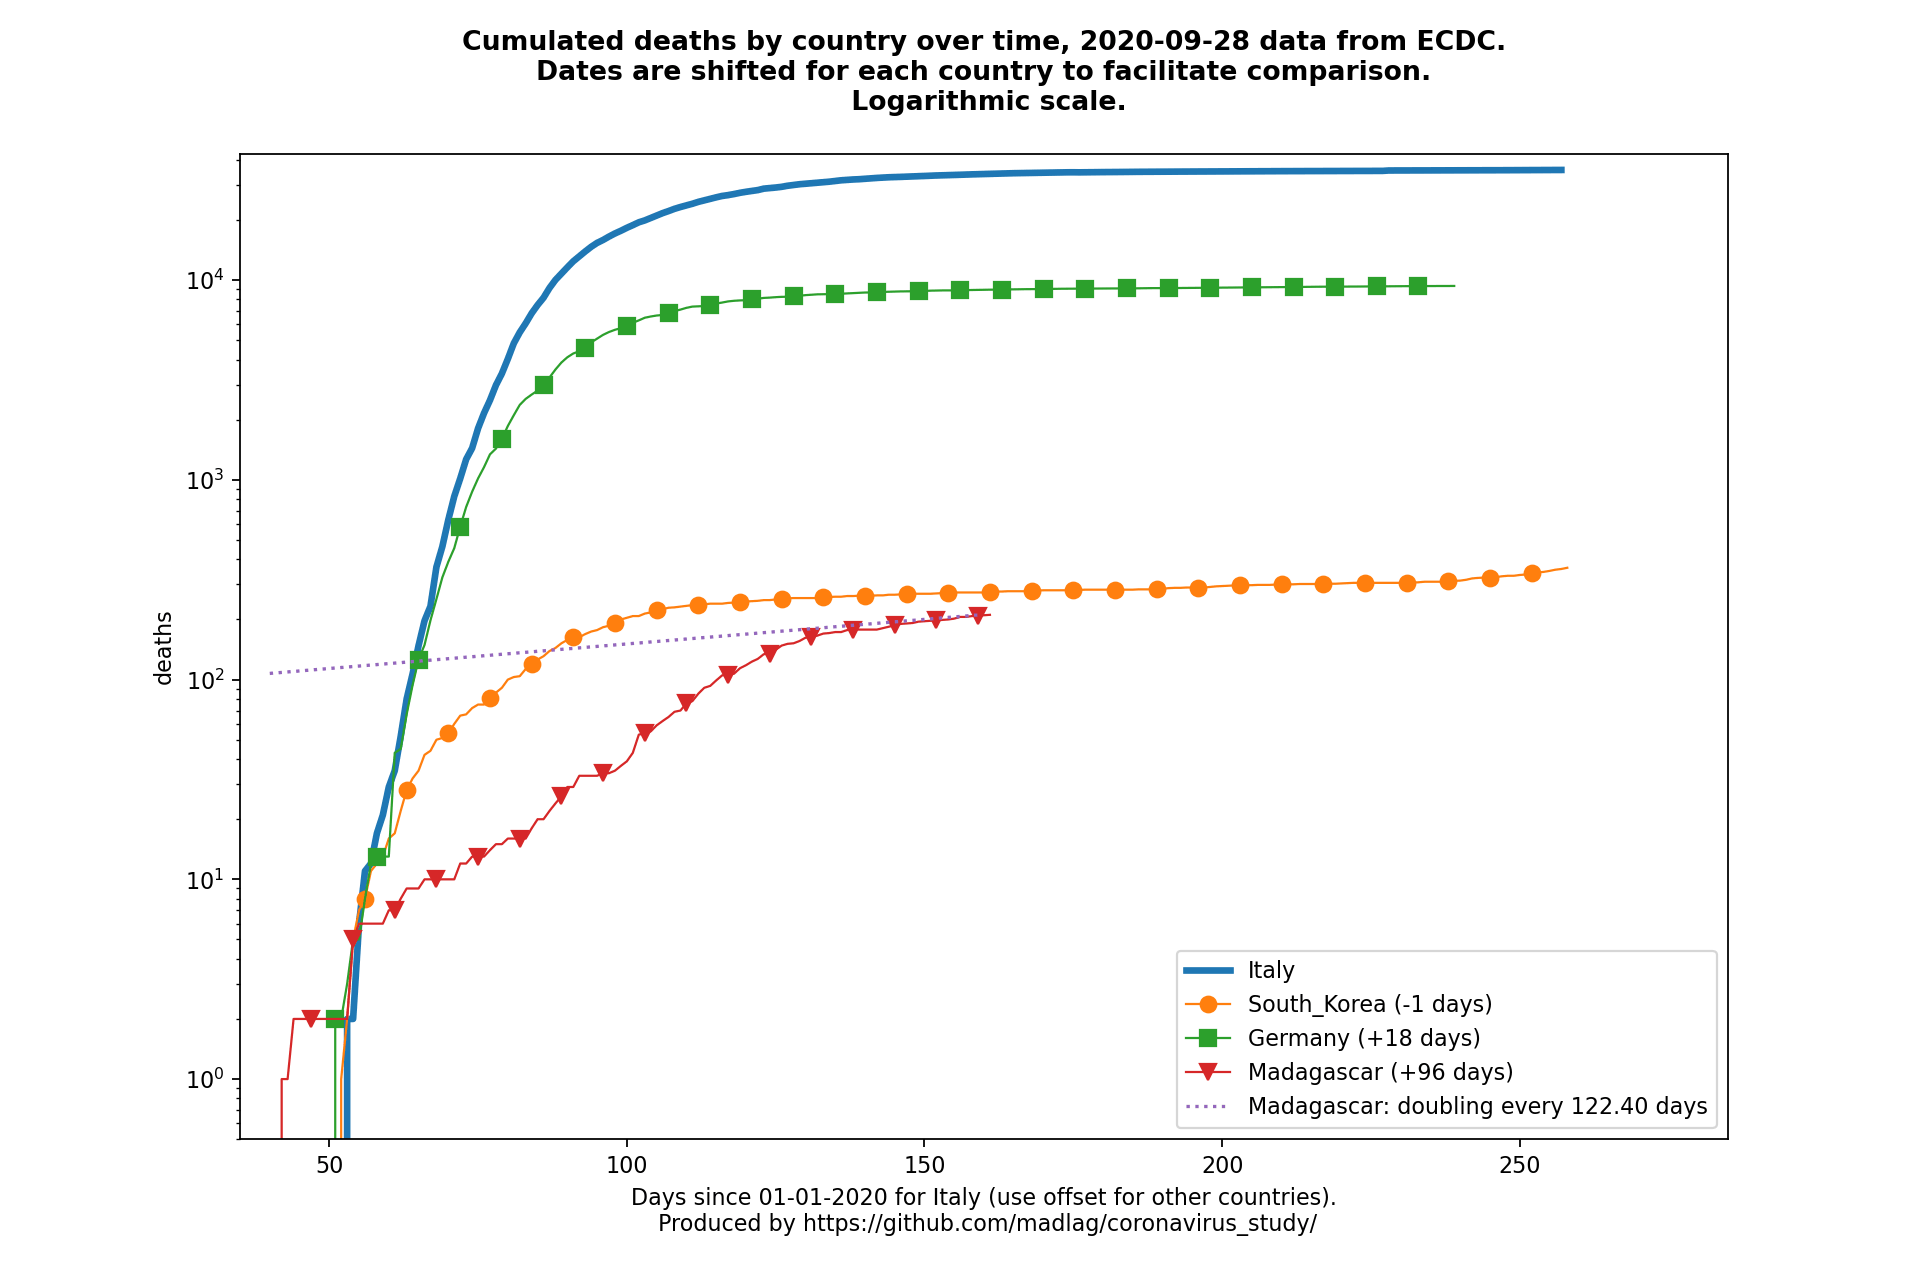 Cumulated deaths by country over time, 2020-09-28 data from ECDC.
Dates are shifted for each country to facilitate comparison.
Logarithmic scale.
deaths
10⁴
10³
10²
10¹
10⁰
50 100 150 200 250
Italy
South_Korea (-1 days)
Germany (+18 days)
Madagascar (+96 days)
Madagascar: doubling every 122.40 days
Days since 01-01-2020 for Italy (use offset for other countries).
Produced by https://github.com/madlag/coronavirus_study/